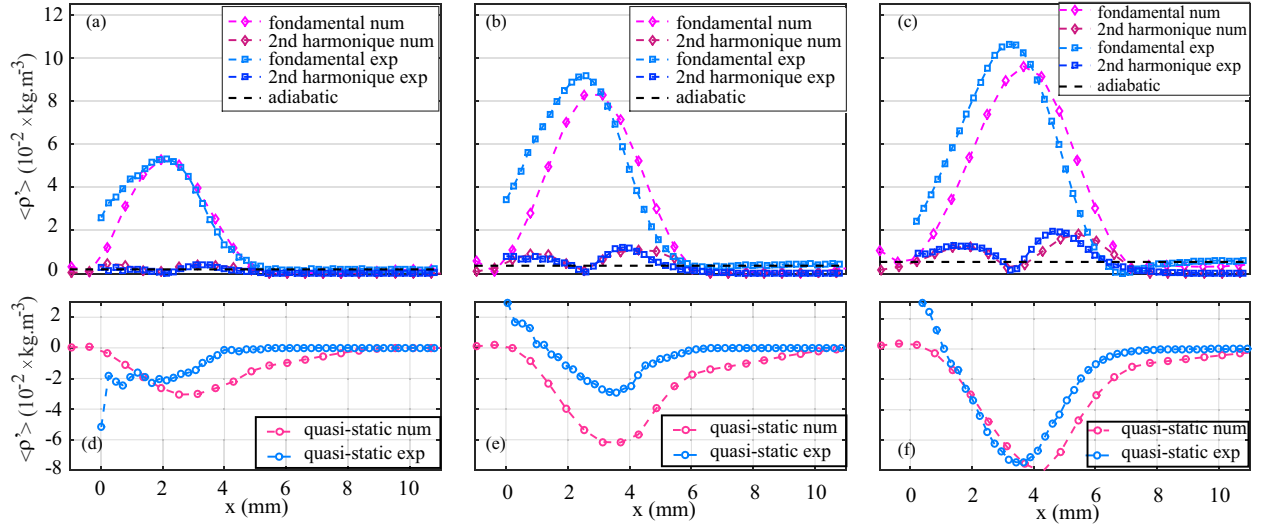 (a)
fondamental num
2nd harmonique num
fondamental exp
2nd harmonique exp
adiabatic
(b)
fondamental num
2nd harmonique num
fondamental exp
2nd harmonique exp
adiabatic
(c)
fondamental num
2nd harmonique num
fondamental exp
2nd harmonique exp
adiabatic
12
10
8
6
4
2
0
<ρ'> (10⁻² × kg.m⁻³)
2
0
-2
-4
-6
-8
<ρ'> (10⁻² × kg.m⁻³)
(d)
quasi-static num
quasi-static exp
(e)
quasi-static num
quasi-static exp
(f)
quasi-static num
quasi-static exp
0 2 4 6 8 10
0 2 4 6 8 10
0 2 4 6 8 10
x (mm)
x (mm)
x (mm)